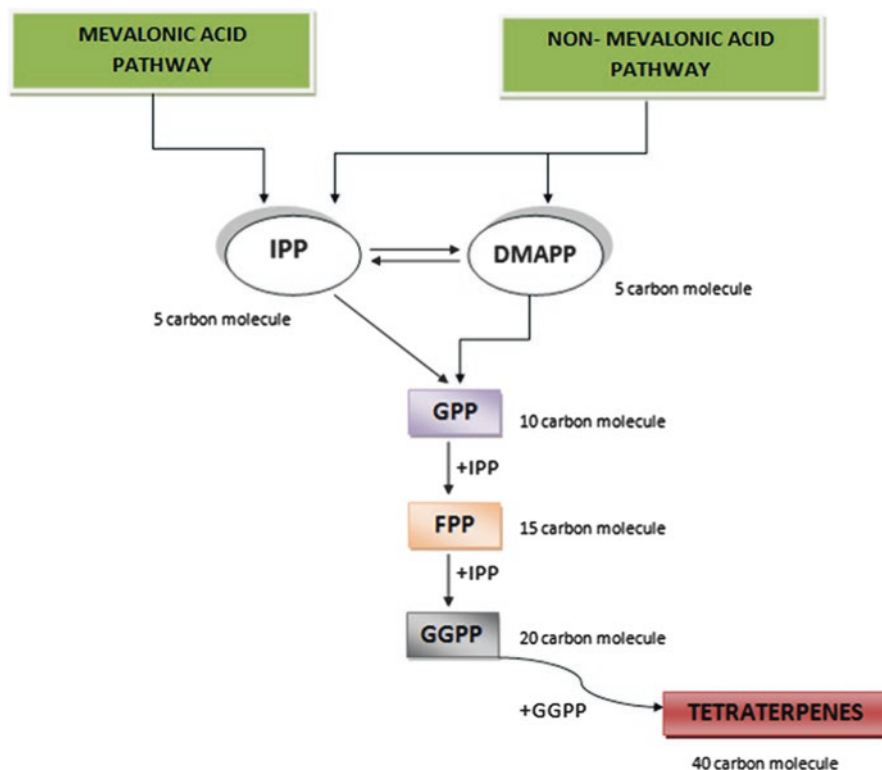 MEVALONIC ACID
PATHWAY
NON- MEVALONIC ACID
PATHWAY
IPP
DMAPP
5 carbon molecule
5 carbon molecule
GPP
10 carbon molecule
+IPP
FPP
15 carbon molecule
+IPP
GGPP
20 carbon molecule
+GGPP
TETRATERPENES
40 carbon molecule